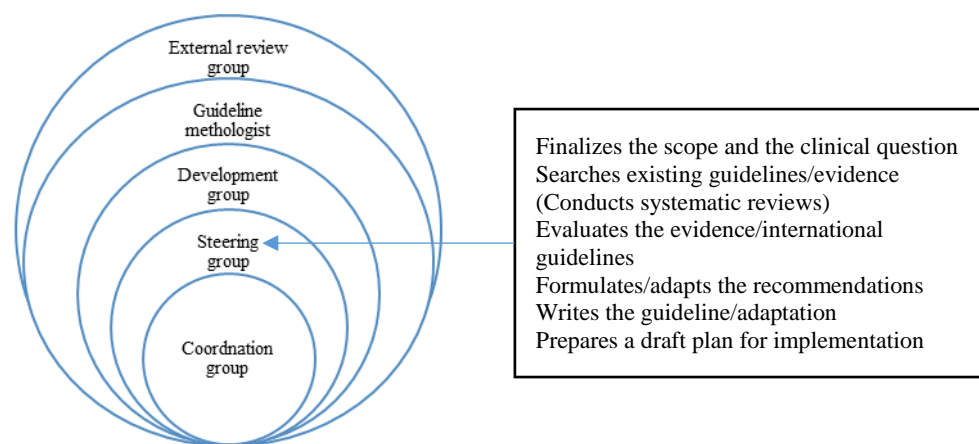 External review
group
Guideline
methologist
Development
group
Steering
group
Coordnation
group
Finalizes the scope and the clinical question
Searches existing guidelines/evidence
(Conducts systematic reviews)
Evaluates the evidence/international
guidelines
Formulates/adapts the recommendations
Writes the guideline/adaptation
Prepares a draft plan for implementation